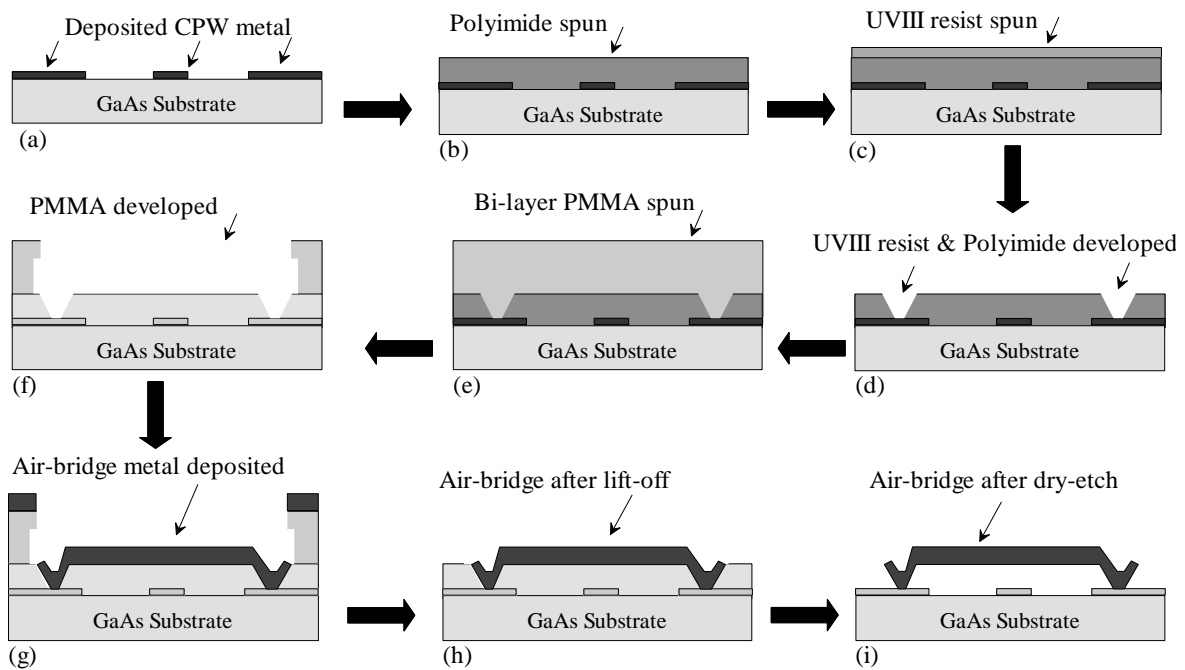 Deposited CPW metal
GaAs Substrate
(a)
Polyimide spun
GaAs Substrate
(b)
UVIII resist spun
GaAs Substrate
(c)
PMMA developed
GaAs Substrate
(f)
Bi-layer PMMA spun
GaAs Substrate
(e)
UVIII resist & Polyimide developed
GaAs Substrate
(d)
Air-bridge metal deposited
GaAs Substrate
(g)
Air-bridge after lift-off
GaAs Substrate
(h)
Air-bridge after dry-etch
GaAs Substrate
(i)